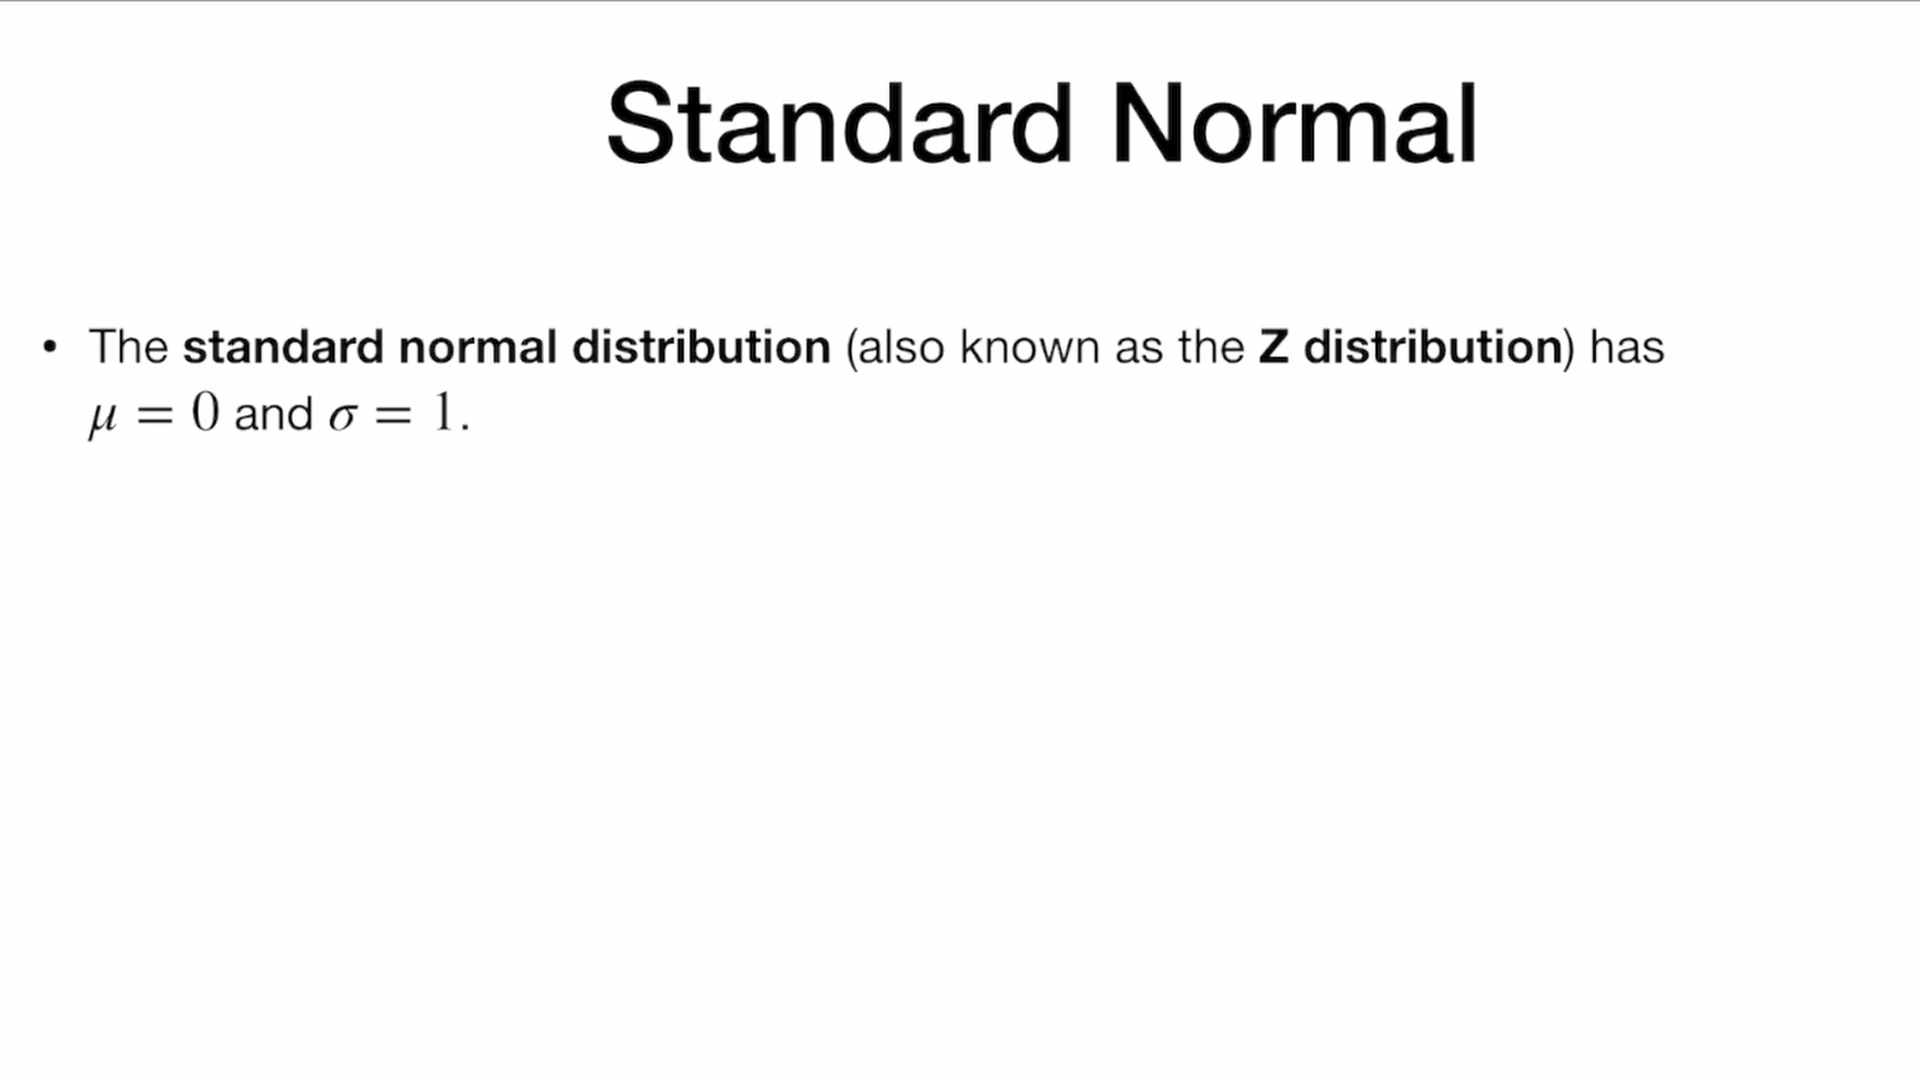 Standard Normal
• The standard normal distribution (also known as the Z distribution) has
μ = 0 and σ = 1.